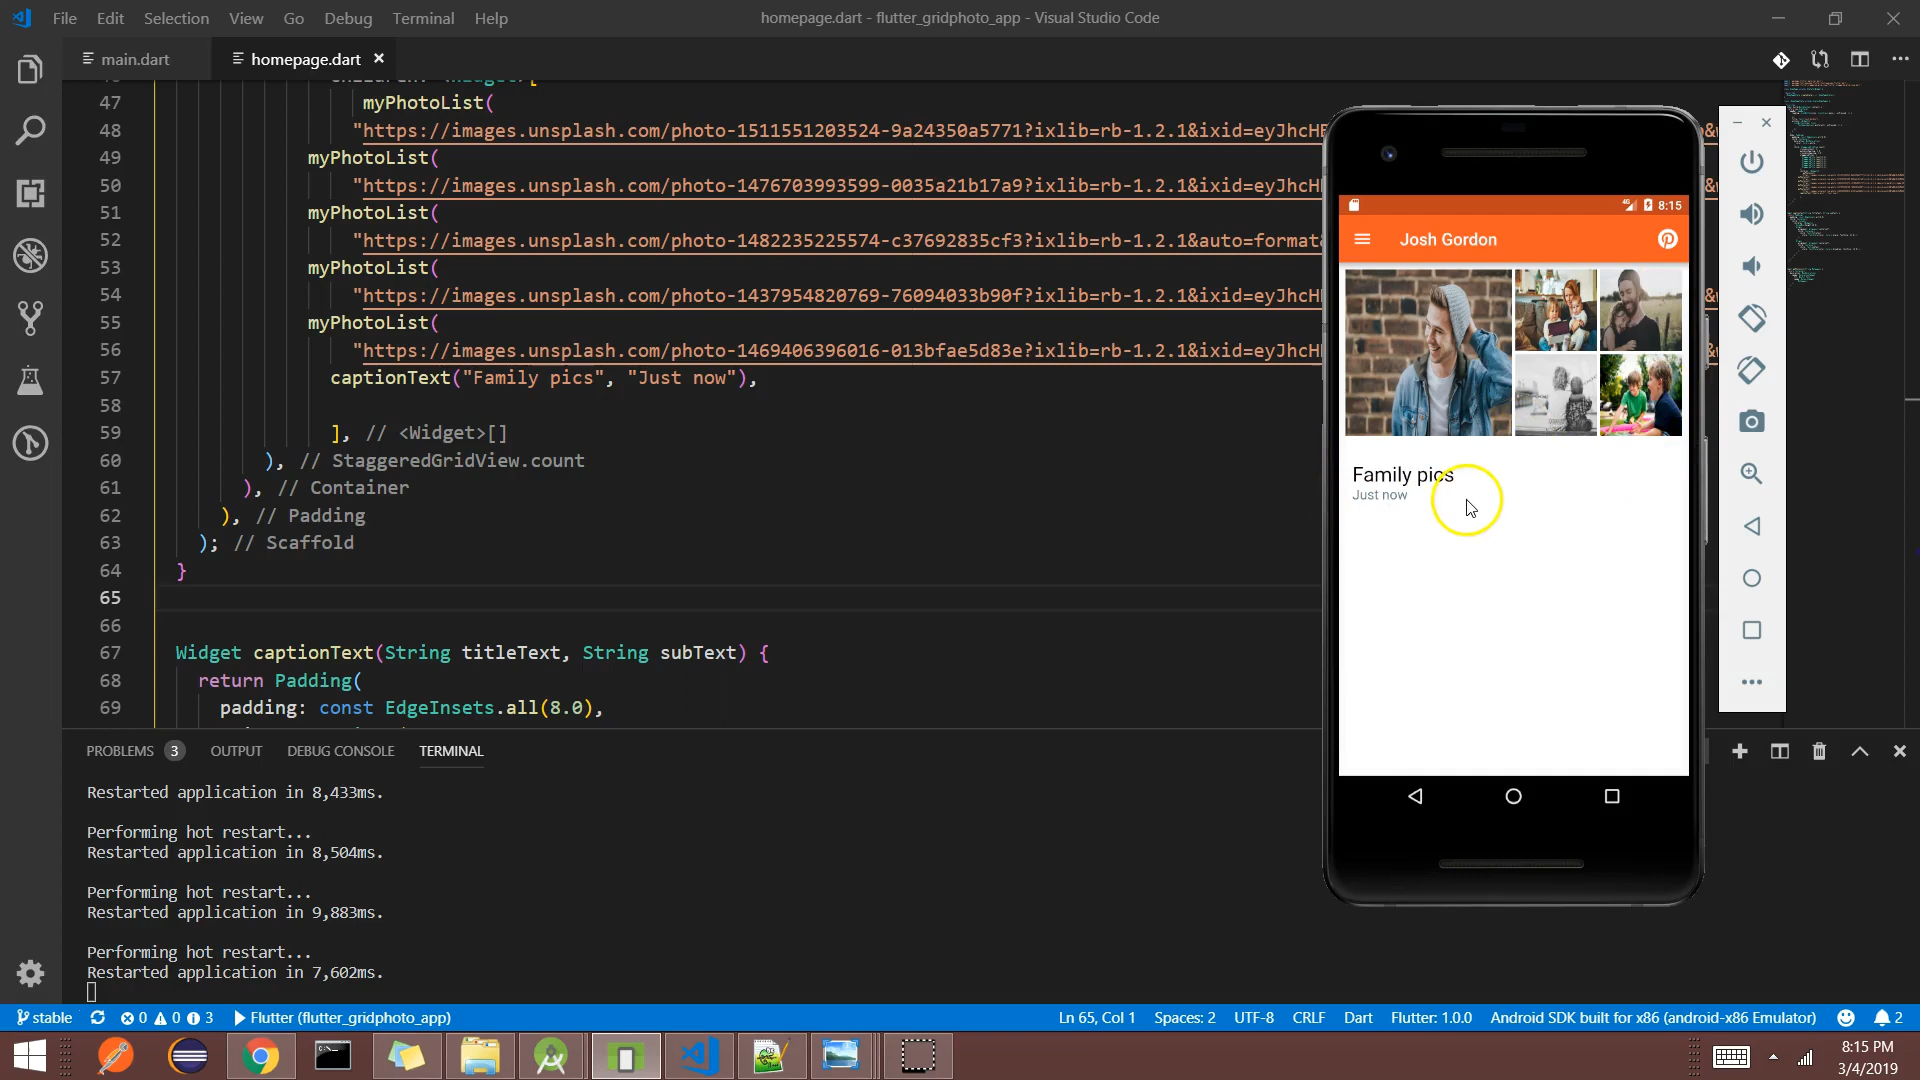 File Edit Selection View Go Debug Terminal Help
homepage.dart - flutter_gridphoto_app - Visual Studio Code
main.dart
homepage.dart
47 myPhotoList(
48 "https://images.unsplash.com/photo-1511551203524-9a24350a5771?ixlib=rb-1.2.1&ixid=eyJhcHB
49 myPhotoList(
50 "https://images.unsplash.com/photo-1476703993599-0035a21b17a9?ixlib=rb-1.2.1&ixid=eyJhcHB
51 myPhotoList(
52 "https://images.unsplash.com/photo-1482235225574-c37692835cf3?ixlib=rb-1.2.1&auto=format&
53 myPhotoList(
54 "https://images.unsplash.com/photo-1437954820769-76094033b90f?ixlib=rb-1.2.1&ixid=eyJhcHB
55 myPhotoList(
56 "https://images.unsplash.com/photo-1469406396016-013bfae5d83e?ixlib=rb-1.2.1&ixid=eyJhcHB
57 captionText("Family pics", "Just now"),
58
59 ], // <Widget>[]
60 ), // StaggeredGridView.count
61 ), // Container
62 ), // Padding
63 ); // Scaffold
64 }
65
66
67 Widget captionText(String titleText, String subText) {
68 return Padding(
69 padding: const EdgeInsets.all(8.0),
8:15
Josh Gordon
Family pics
Just now
PROBLEMS 3 OUTPUT DEBUG CONSOLE TERMINAL
Restarted application in 8,433ms.
Performing hot restart...
Restarted application in 8,504ms.
Performing hot restart...
Restarted application in 9,883ms.
Performing hot restart...
Restarted application in 7,602ms.
stable 0 0 3 Flutter (flutter_gridphoto_app)
Ln 65, Col 1 Spaces: 2 UTF-8 CRLF Dart Flutter: 1.0.0 Android SDK built for x86 (android-x86 Emulator) 2
8:15 PM
3/4/2019